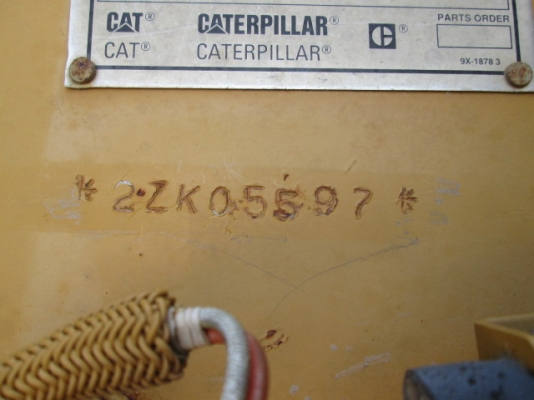 CAT® CATERPILLAR® PARTS ORDER
CAT® CATERPILLAR® 9X-1878 3
*2ZK05597*